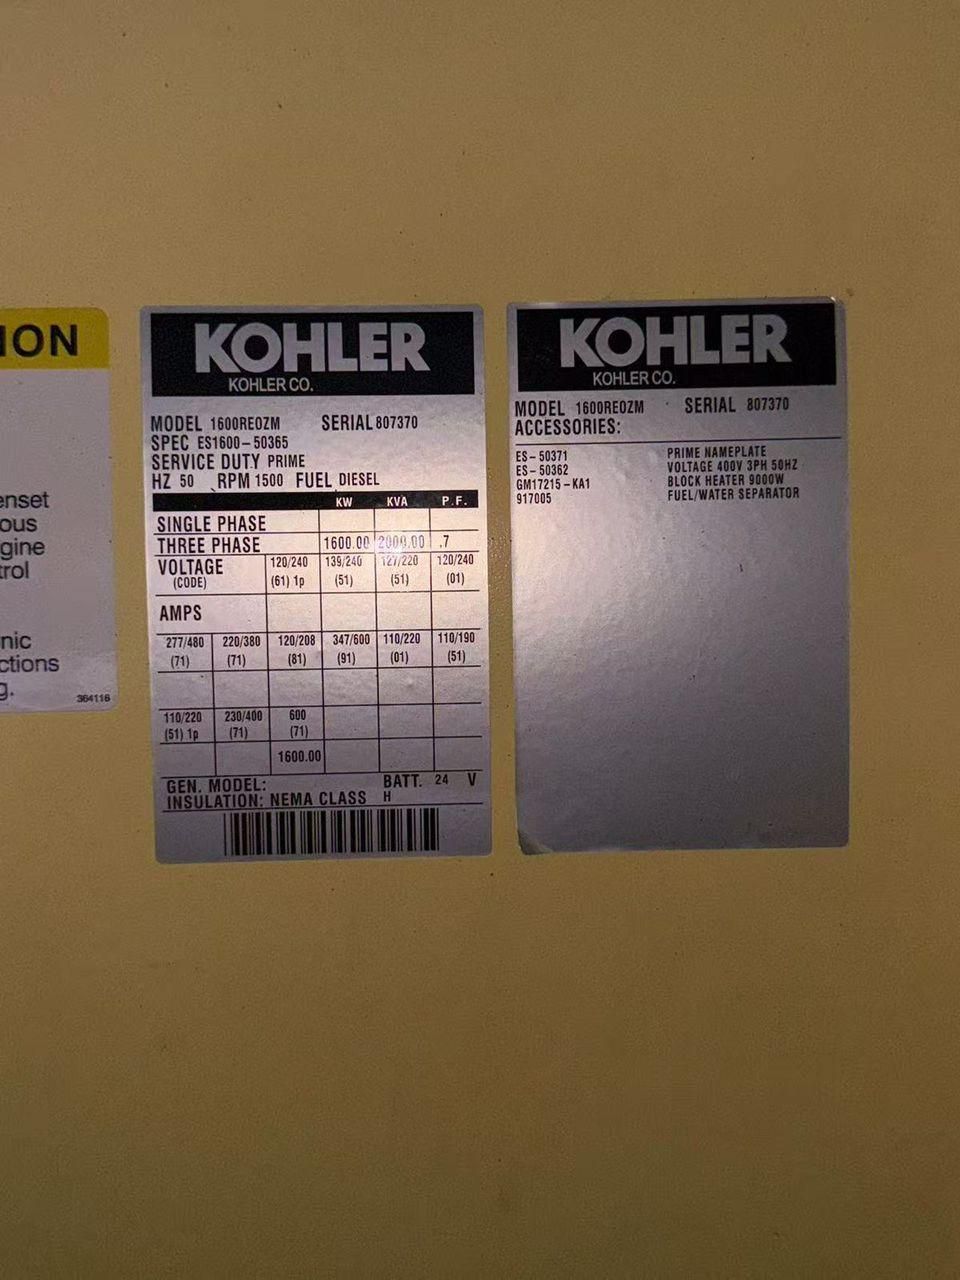 ION
enset
ous
gine
trol
nic
ctions
g.
364116
KOHLER
KOHLER CO.
MODEL 1600REOZM SERIAL 807370
SPEC ES1600-50365
SERVICE DUTY PRIME
HZ 50 RPM 1500 FUEL DIESEL
KW KVA P.F.
SINGLE PHASE
THREE PHASE 1600.00 2000.00 .7
VOLTAGE 120/240 139/240 127/220 120/240
(CODE) (61) 1p (51) (51) (01)
AMPS
277/480 220/380 120/208 347/600 110/220 110/190
(71) (71) (81) (91) (01) (51)
110/220 230/400 600
(51) 1p (71) (71)
1600.00
GEN. MODEL: BATT. 24 V
INSULATION: NEMA CLASS H
KOHLER
KOHLER CO.
MODEL 1600REOZM SERIAL 807370
ACCESSORIES:
ES-50371 PRIME NAMEPLATE
ES-50362 VOLTAGE 400V 3PH 50HZ
GM17215-KA1 BLOCK HEATER 9000W
917005 FUEL/WATER SEPARATOR